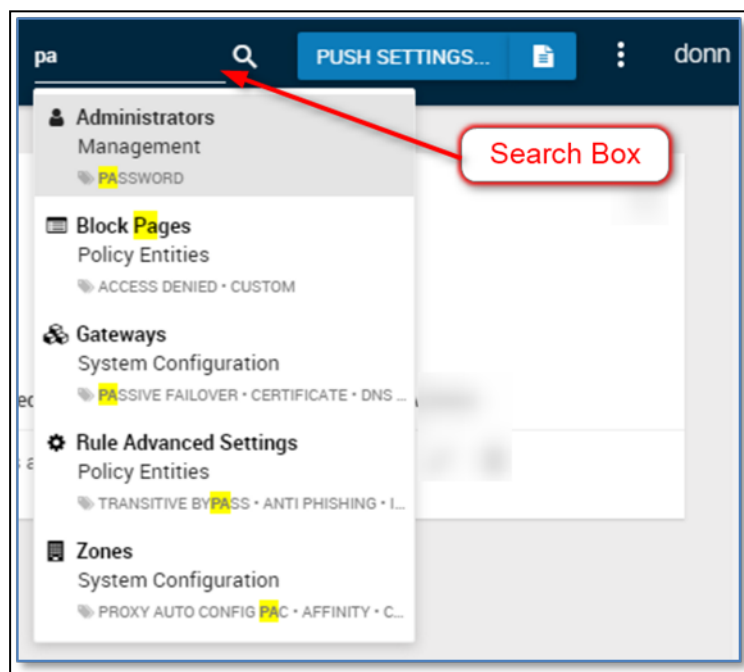 pa
PUSH SETTINGS...
donn
Search Box
Administrators
Management
PASSWORD
Block Pages
Policy Entities
ACCESS DENIED • CUSTOM
Gateways
System Configuration
PASSIVE FAILOVER • CERTIFICATE • DNS ...
Rule Advanced Settings
Policy Entities
TRANSITIVE BYPASS • ANTI PHISHING • I...
Zones
System Configuration
PROXY AUTO CONFIG PAC • AFFINITY • C...